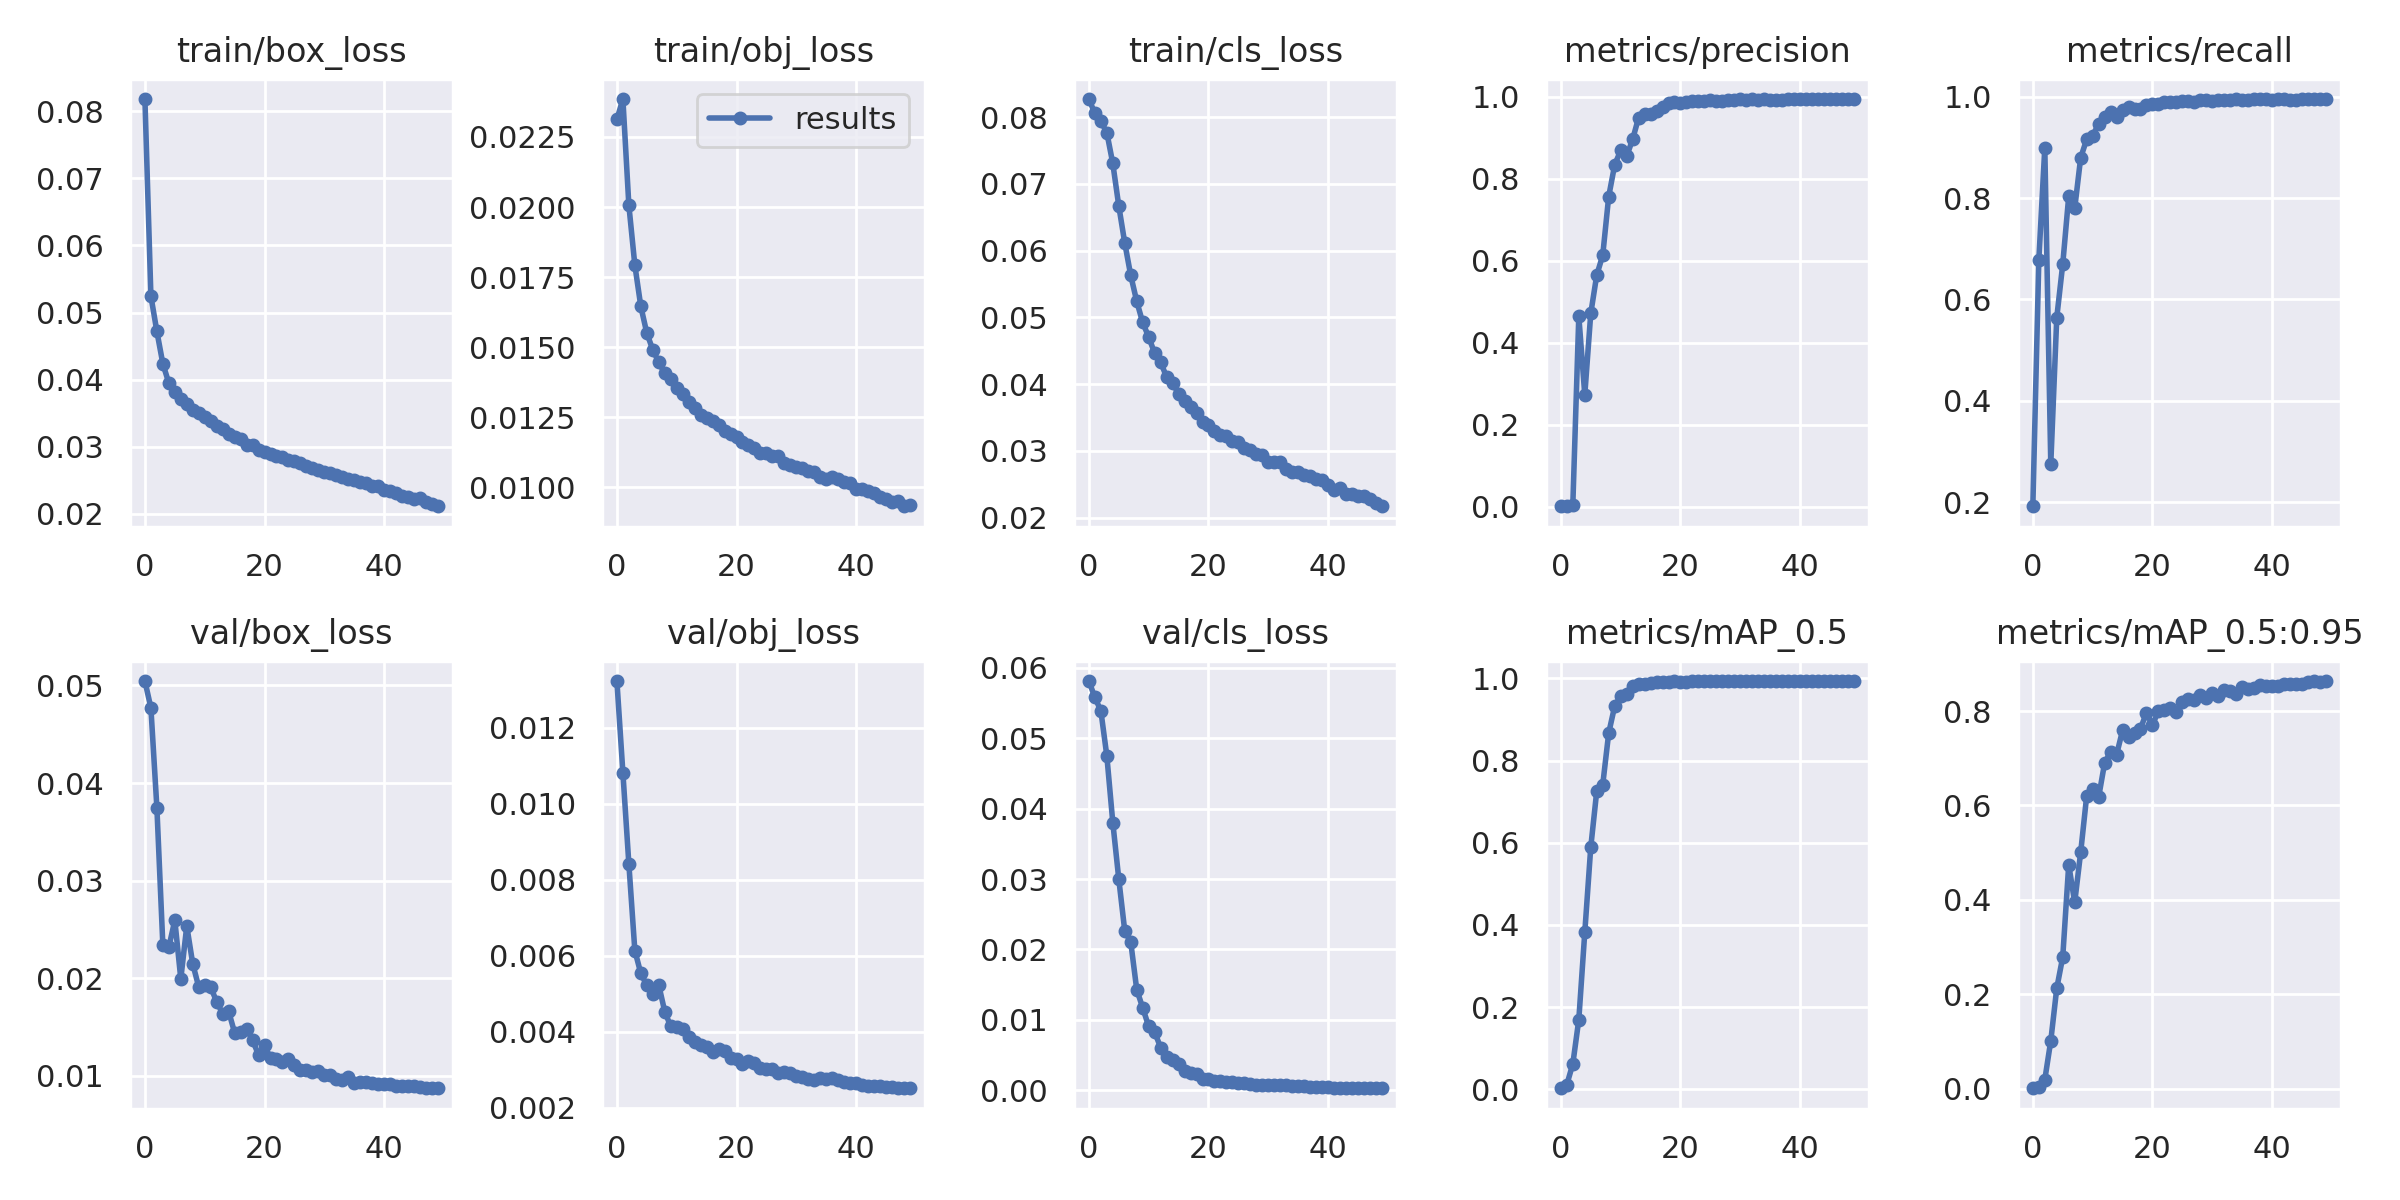 train/box_loss
0.08
0.07
0.06
0.05
0.04
0.03
0.02
0 20 40
train/obj_loss
results
0.0225
0.0200
0.0175
0.0150
0.0125
0.0100
0 20 40
train/cls_loss
0.08
0.07
0.06
0.05
0.04
0.03
0.02
0 20 40
metrics/precision
1.0
0.8
0.6
0.4
0.2
0.0
0 20 40
metrics/recall
1.0
0.8
0.6
0.4
0.2
0 20 40
val/box_loss
0.05
0.04
0.03
0.02
0.01
0 20 40
val/obj_loss
0.012
0.010
0.008
0.006
0.004
0.002
0 20 40
val/cls_loss
0.06
0.05
0.04
0.03
0.02
0.01
0.00
0 20 40
metrics/mAP_0.5
1.0
0.8
0.6
0.4
0.2
0.0
0 20 40
metrics/mAP_0.5:0.95
0.8
0.6
0.4
0.2
0.0
0 20 40